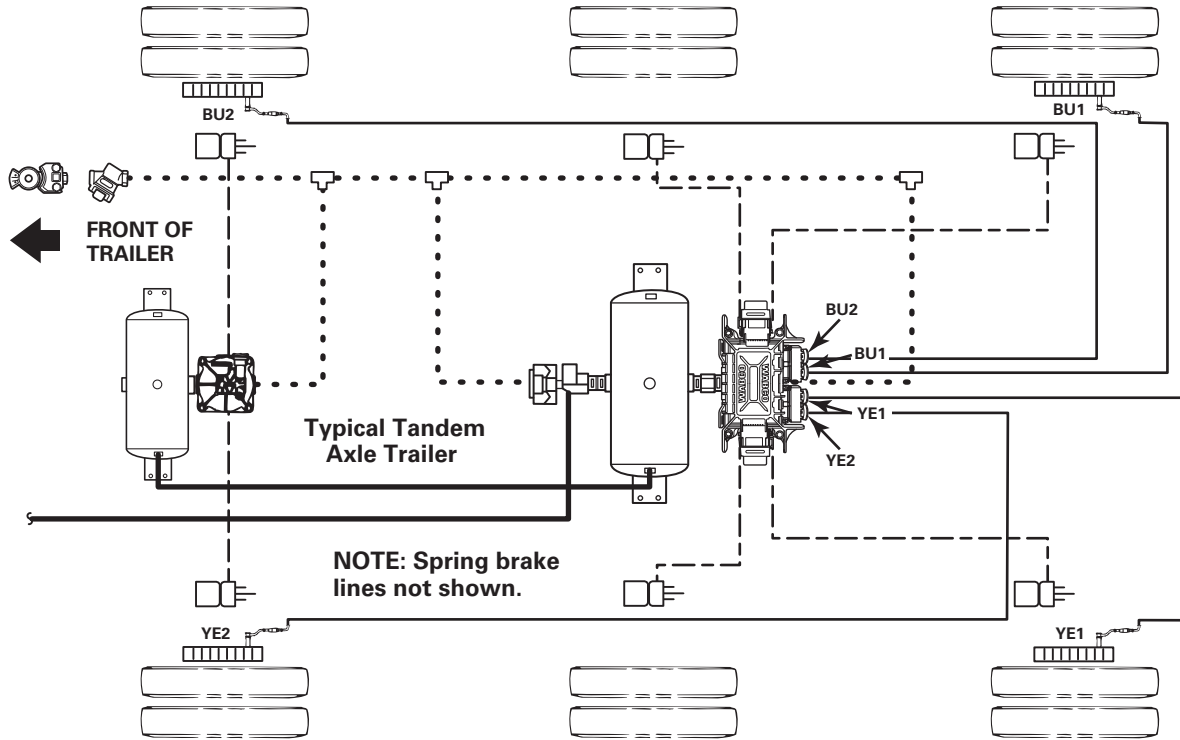 BU2
BU1
FRONT OF
TRAILER
BU2
BU1
YE1
YE2
Typical Tandem
Axle Trailer
NOTE: Spring brake
lines not shown.
YE2
YE1